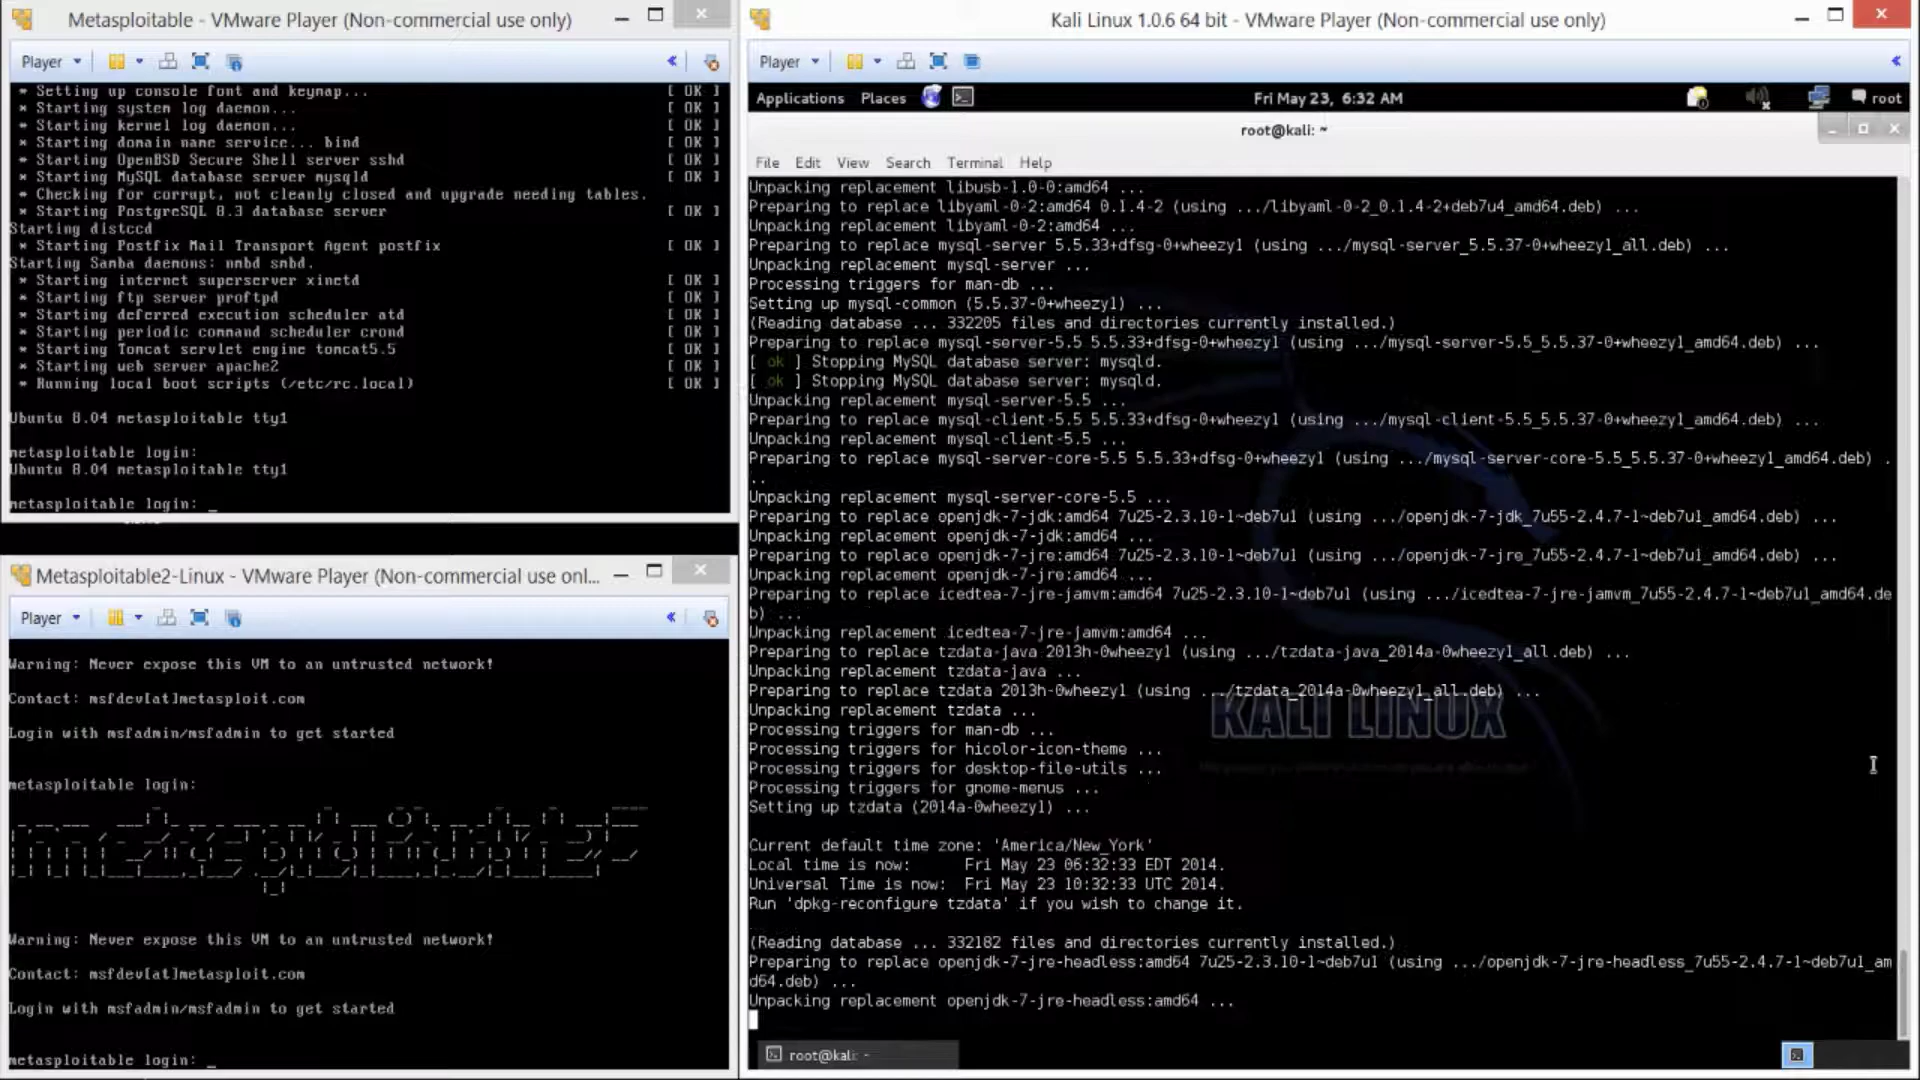 Metasploitable - VMware Player (Non-commercial use only)
Player
* Setting up console font and keymap... [ OK ]
* Starting system log daemon... [ OK ]
* Starting kernel log daemon... [ OK ]
* Starting domain name service... bind [ OK ]
* Starting OpenBSD Secure Shell server sshd [ OK ]
* Starting MySQL database server mysqld [ OK ]
* Checking for corrupt, not cleanly closed and upgrade needing tables.
* Starting PostgreSQL 8.3 database server [ OK ]
Starting distccd
* Starting Postfix Mail Transport Agent postfix [ OK ]
Starting Samba daemons: nmbd smbd.
* Starting internet superserver xinetd [ OK ]
* Starting ftp server proftpd [ OK ]
* Starting deferred execution scheduler atd [ OK ]
* Starting periodic command scheduler crond [ OK ]
* Starting Tomcat servlet engine tomcat5.5 [ OK ]
* Starting web server apache2 [ OK ]
* Running local boot scripts (/etc/rc.local) [ OK ]
Ubuntu 8.04 metasploitable tty1
metasploitable login:
Ubuntu 8.04 metasploitable tty1
metasploitable login: _
Metasploitable2-Linux - VMware Player (Non-commercial use onl...
Player
Warning: Never expose this VM to an untrusted network!
Contact: msfdev[at]metasploit.com
Login with msfadmin/msfadmin to get started
metasploitable login:
metasploitable2
Warning: Never expose this VM to an untrusted network!
Contact: msfdev[at]metasploit.com
Login with msfadmin/msfadmin to get started
metasploitable login: _
Kali Linux 1.0.6 64 bit - VMware Player (Non-commercial use only)
Player
Applications Places Fri May 23, 6:32 AM root
root@kali: ~
File Edit View Search Terminal Help
Unpacking replacement libusb-1.0-0:amd64 ...
Preparing to replace libyaml-0-2:amd64 0.1.4-2 (using .../libyaml-0-2_0.1.4-2+deb7u4_amd64.deb) ...
Unpacking replacement libyaml-0-2:amd64 ...
Preparing to replace mysql-server 5.5.33+dfsg-0+wheezy1 (using .../mysql-server_5.5.37-0+wheezy1_all.deb) ...
Unpacking replacement mysql-server ...
Processing triggers for man-db ...
Setting up mysql-common (5.5.37-0+wheezy1) ...
(Reading database ... 332205 files and directories currently installed.)
Preparing to replace mysql-server-5.5 5.5.33+dfsg-0+wheezy1 (using .../mysql-server-5.5_5.5.37-0+wheezy1_amd64.deb) ...
[ ok ] Stopping MySQL database server: mysqld.
[ ok ] Stopping MySQL database server: mysqld.
Unpacking replacement mysql-server-5.5 ...
Preparing to replace mysql-client-5.5 5.5.33+dfsg-0+wheezy1 (using .../mysql-client-5.5_5.5.37-0+wheezy1_amd64.deb) ...
Unpacking replacement mysql-client-5.5 ...
Preparing to replace mysql-server-core-5.5 5.5.33+dfsg-0+wheezy1 (using .../mysql-server-core-5.5_5.5.37-0+wheezy1_amd64.deb) .
..
Unpacking replacement mysql-server-core-5.5 ...
Preparing to replace openjdk-7-jdk:amd64 7u25-2.3.10-1~deb7u1 (using .../openjdk-7-jdk_7u55-2.4.7-1~deb7u1_amd64.deb) ...
Unpacking replacement openjdk-7-jdk:amd64 ...
Preparing to replace openjdk-7-jre:amd64 7u25-2.3.10-1~deb7u1 (using .../openjdk-7-jre_7u55-2.4.7-1~deb7u1_amd64.deb) ...
Unpacking replacement openjdk-7-jre:amd64 ...
Preparing to replace icedtea-7-jre-jamvm:amd64 7u25-2.3.10-1~deb7u1 (using .../icedtea-7-jre-jamvm_7u55-2.4.7-1~deb7u1_amd64.de
b) ...
Unpacking replacement icedtea-7-jre-jamvm:amd64 ...
Preparing to replace tzdata-java 2013h-0wheezy1 (using .../tzdata-java_2014a-0wheezy1_all.deb) ...
Unpacking replacement tzdata-java ...
Preparing to replace tzdata 2013h-0wheezy1 (using .../tzdata_2014a-0wheezy1_all.deb) ...
Unpacking replacement tzdata ...
KALI LINUX
Processing triggers for man-db ...
Processing triggers for hicolor-icon-theme ...
Processing triggers for desktop-file-utils ...
Processing triggers for gnome-menus ...
Setting up tzdata (2014a-0wheezy1) ...
Current default time zone: 'America/New_York'
Local time is now: Fri May 23 06:32:33 EDT 2014.
Universal Time is now: Fri May 23 10:32:33 UTC 2014.
Run 'dpkg-reconfigure tzdata' if you wish to change it.
(Reading database ... 332182 files and directories currently installed.)
Preparing to replace openjdk-7-jre-headless:amd64 7u25-2.3.10-1~deb7u1 (using .../openjdk-7-jre-headless_7u55-2.4.7-1~deb7u1_am
d64.deb) ...
Unpacking replacement openjdk-7-jre-headless:amd64 ...
root@kali: ~